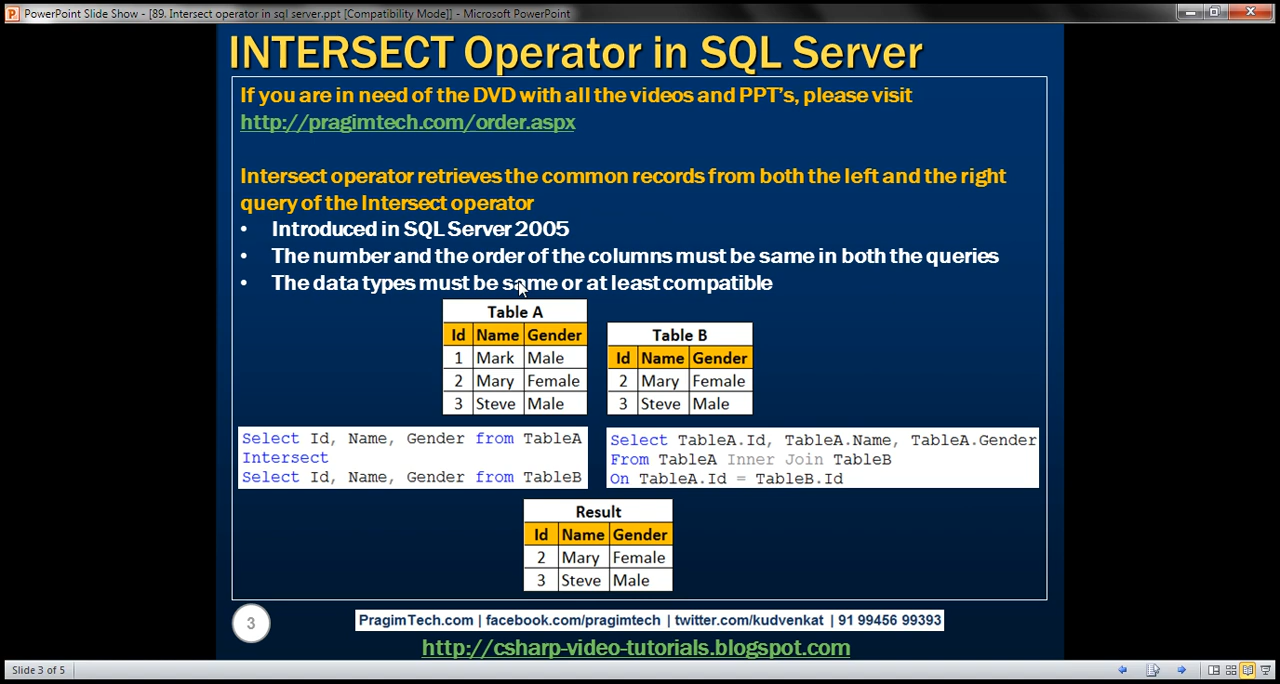 PowerPoint Slide Show - [89. Intersect operator in sql server.ppt [Compatibility Mode]] - Microsoft PowerPoint
INTERSECT Operator in SQL Server
If you are in need of the DVD with all the videos and PPT's, please visit
http://pragimtech.com/order.aspx
Intersect operator retrieves the common records from both the left and the right
query of the Intersect operator
• Introduced in SQL Server 2005
• The number and the order of the columns must be same in both the queries
• The data types must be same or at least compatible
Table A
Id Name Gender
1 Mark Male
2 Mary Female
3 Steve Male
Table B
Id Name Gender
2 Mary Female
3 Steve Male
Select Id, Name, Gender from TableA
Intersect
Select Id, Name, Gender from TableB
Select TableA.Id, TableA.Name, TableA.Gender
From TableA Inner Join TableB
On TableA.Id = TableB.Id
Result
Id Name Gender
2 Mary Female
3 Steve Male
3
PragimTech.com | facebook.com/pragimtech | twitter.com/kudvenkat | 91 99456 99393
http://csharp-video-tutorials.blogspot.com
Slide 3 of 5